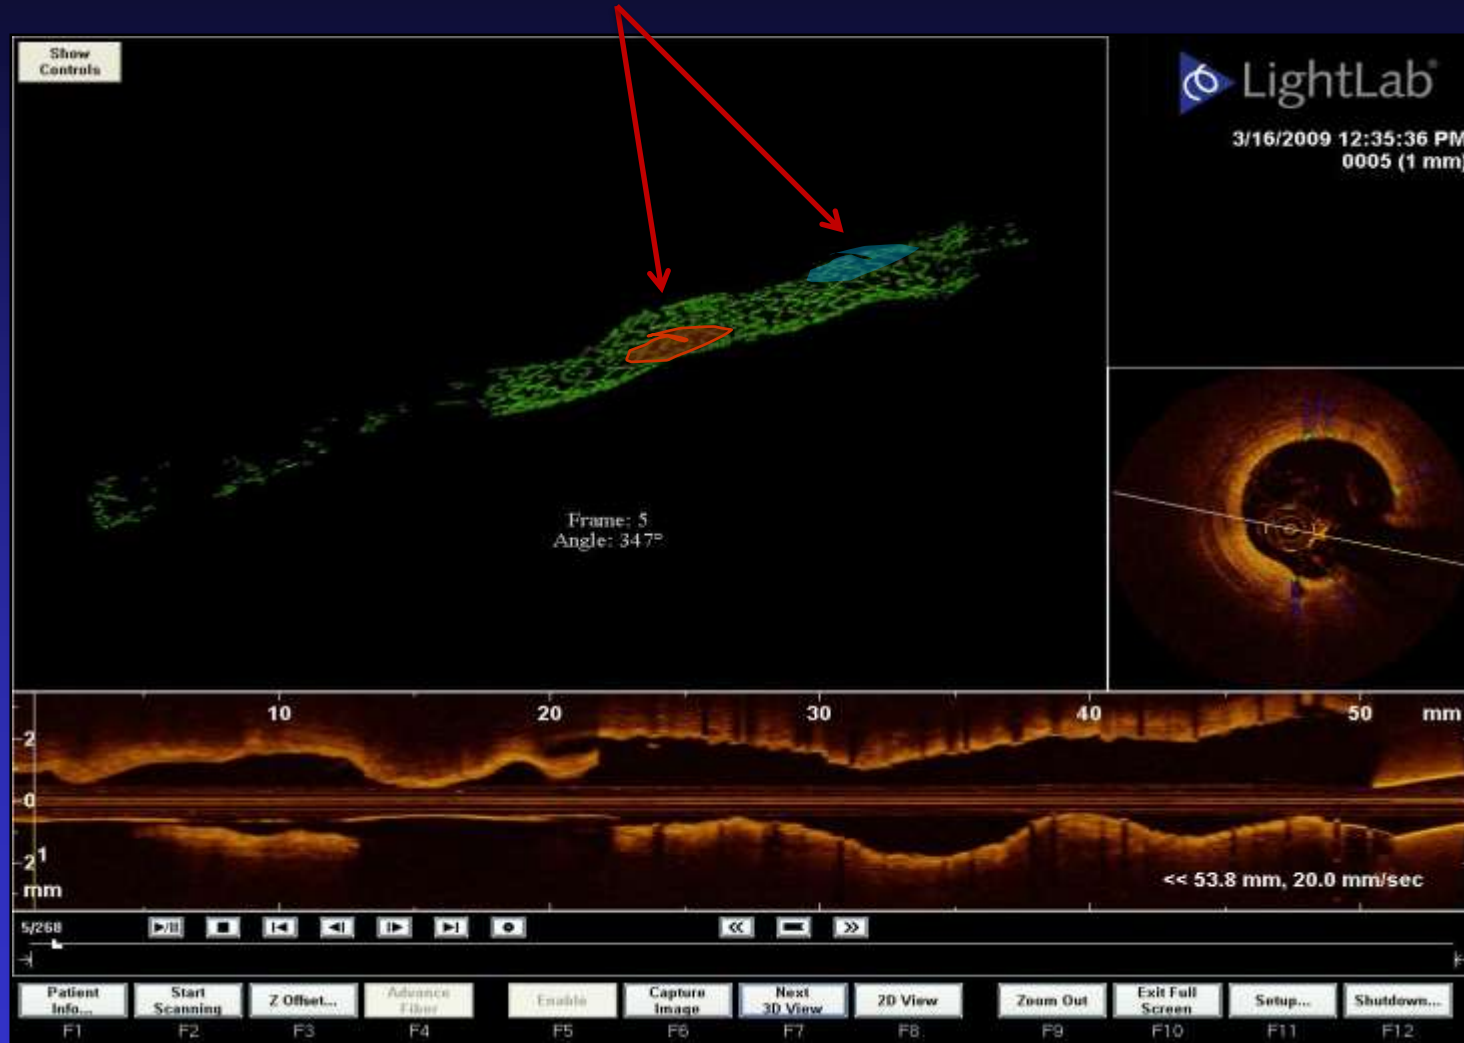 Show
Controls
LightLab®
3/16/2009 12:35:36 PM
0005 (1 mm)
Frame: 5
Angle: 347°
10 20 30 40 50 mm
2
0
2
1
mm
<< 53.8 mm, 20.0 mm/sec
5/268
Patient
Info...
F1
Start
Scanning
F2
Z Offset...
F3
Advance
Fiber
F4
Enable
F5
Capture
Image
F6
Next
3D View
F7
2D View
F8
Zoom Out
F9
Exit Full
Screen
F10
Setup...
F11
Shutdown...
F12